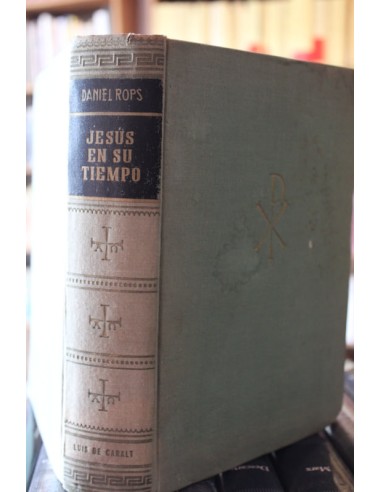 DANIEL ROPS
JESÚS
EN SU
TIEMPO
LUIS DE CARALT